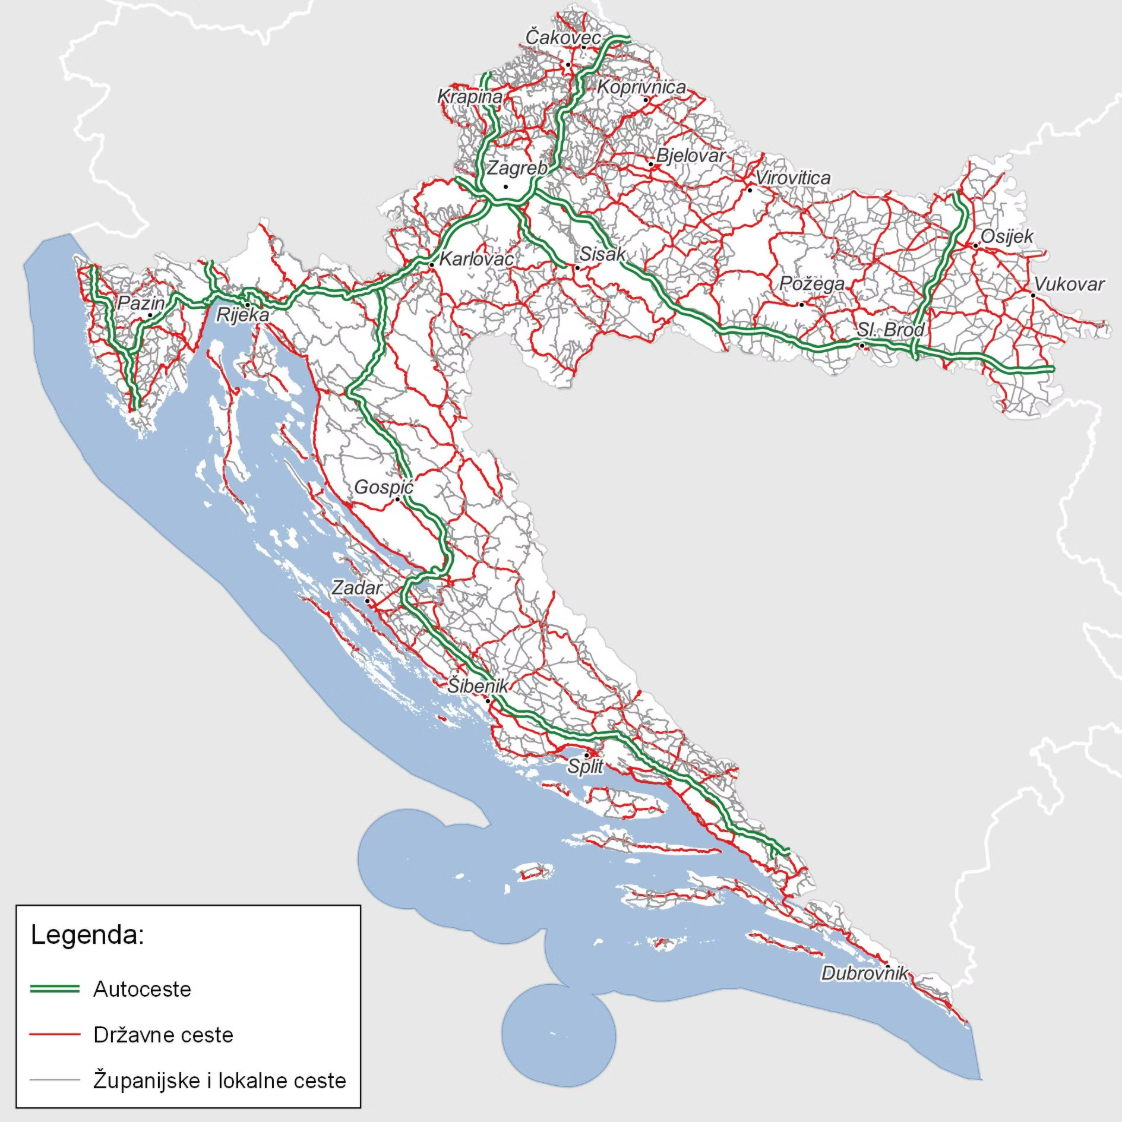 Čakovec
Krapina
Koprivnica
Bjelovar
Zagreb
Virovitica
Osijek
Karlovac
Sisak
Požega
Vukovar
Pazin
Rijeka
Sl. Brod
Gospić
Zadar
Šibenik
Split
Dubrovnik
Legenda:
Autoceste
Državne ceste
Županijske i lokalne ceste